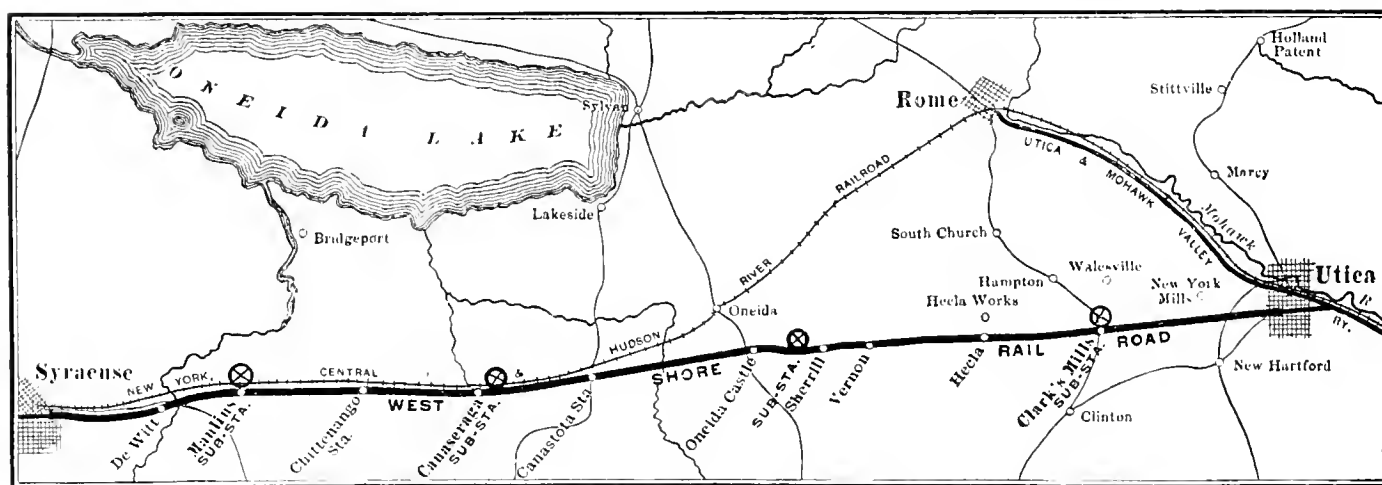 ONEIDA LAKE
Sylvan
Lakeside
Bridgeport
Rome
Holland
Patent
Stittville
Marcy
UTICA & MOHAWK VALLEY RY.
Mohawk R
Utica
South Church
Hampton
Walesville
New York
Mills
Hecla Works
New Hartford
Clinton
Oneida
NEW YORK, CENTRAL & HUDSON RIVER RAILROAD
WEST SHORE RAIL ROAD
Syracuse
De Witt
Manlius
SUB-STA.
Chittenango
Sta.
Canaseraga
SUB-STA.
Canastota Sta.
Oneida Castle
SUB-STA.
Sherrill
Vernon
Hecla
Clark's Mills
SUB-STA.